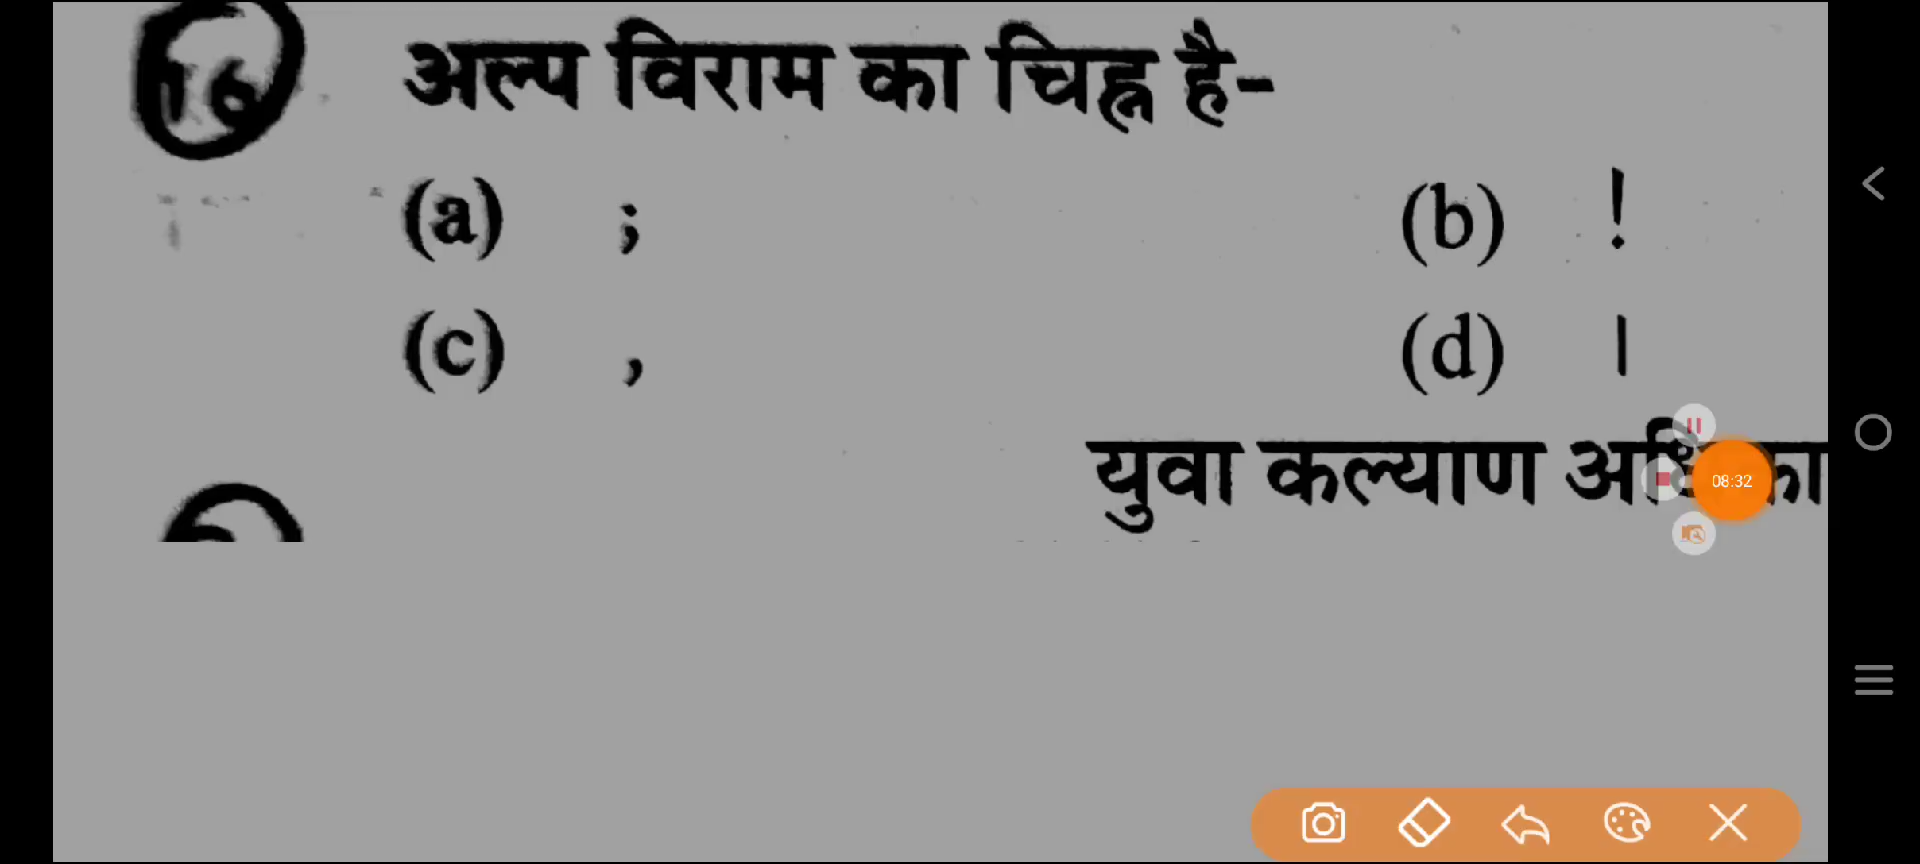 16 अल्प विराम का चिह्न है-
(a) ; (b) !
(c) , (d) ।
युवा कल्याण
08:32